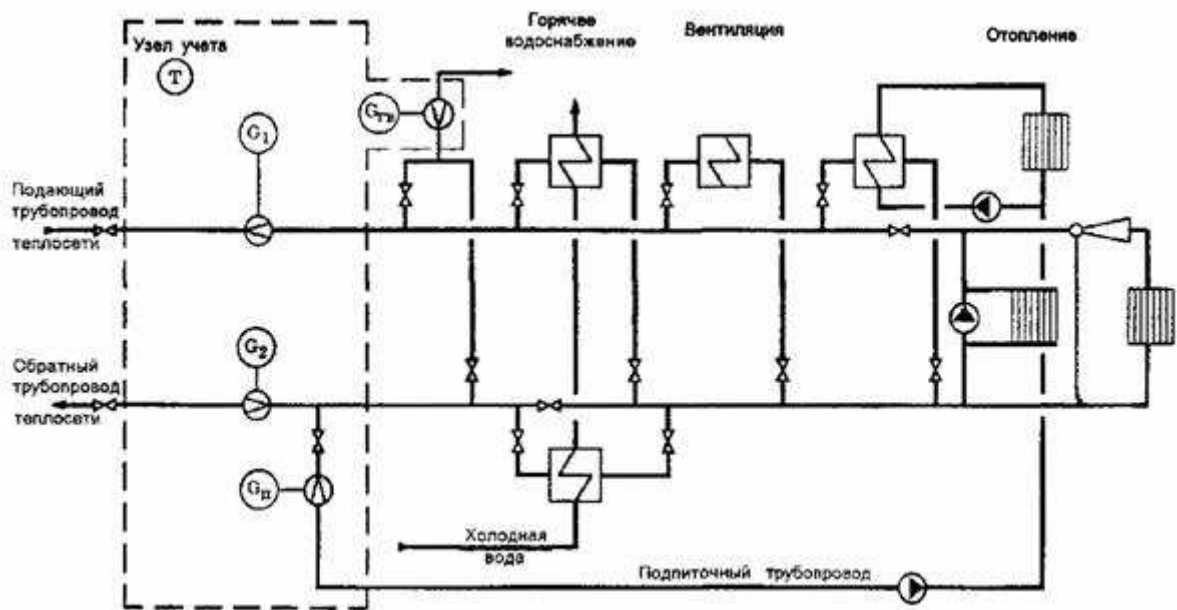 Узел учета
T
Горячее
водоснабжение
Вентиляция
Отопление
Gгв
G1
Подающий
трубопровод
теплосети
G2
Обратный
трубопровод
теплосети
Gп
Холодная
вода
Подпиточный трубопровод